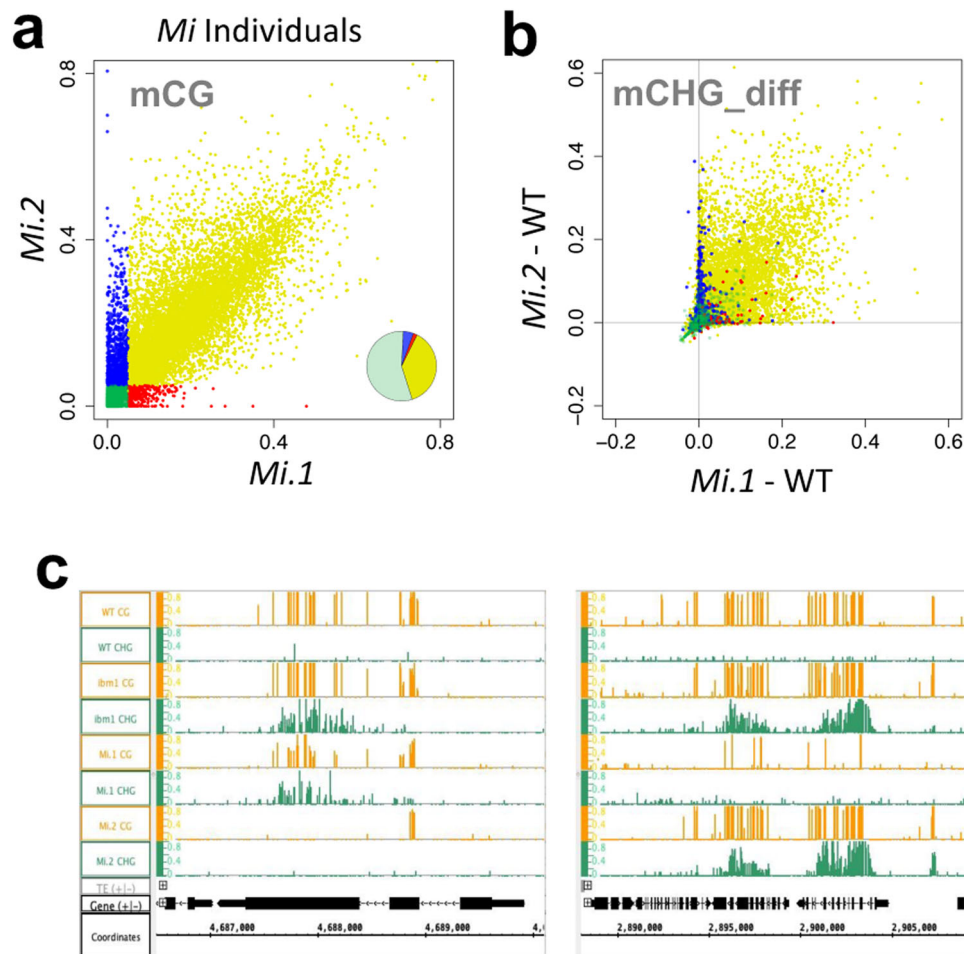 a
Mi Individuals
mCG
0.8
0.4
0.0
Mi.2
0.0
0.4
0.8
Mi.1
b
mCHG_diff
0.6
0.4
0.2
0.0
−0.2
Mi.2 - WT
−0.2
0.0
0.2
0.4
0.6
Mi.1 - WT
c
WT CG
WT CHG
ibm1 CG
ibm1 CHG
Mi.1 CG
Mi.1 CHG
Mi.2 CG
Mi.2 CHG
TE (+|−)
Gene (+|−)
Coordinates
4,687,000
4,688,000
4,689,000
2,890,000
2,895,000
2,900,000
2,905,000